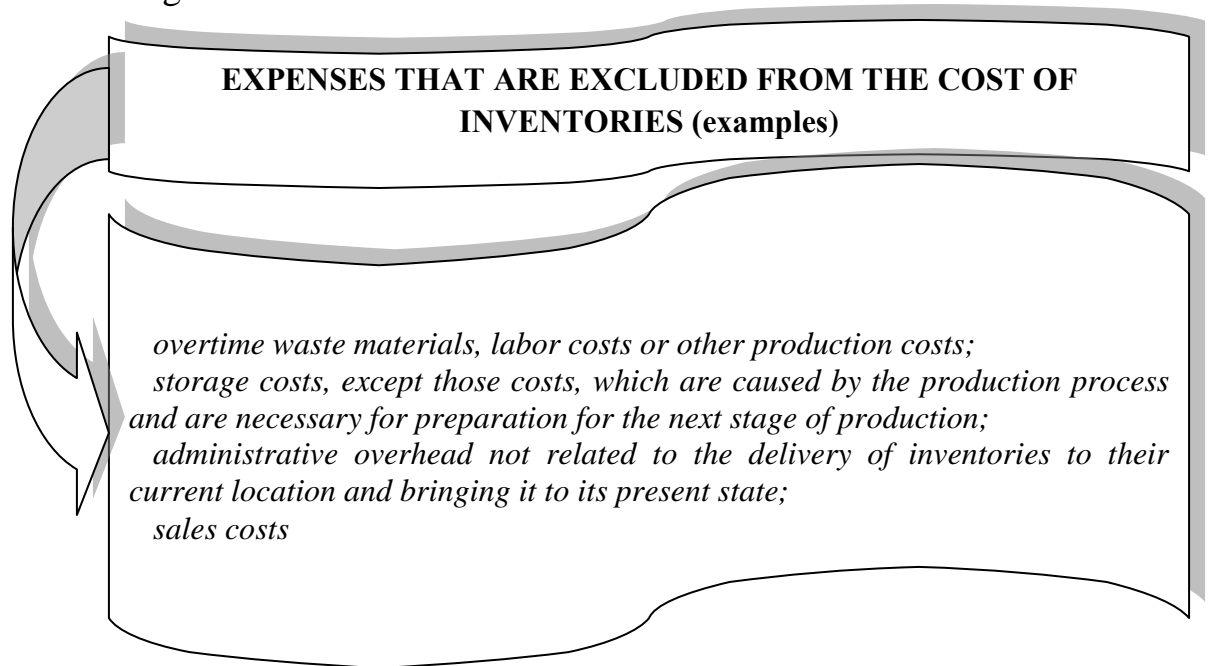 EXPENSES THAT ARE EXCLUDED FROM THE COST OF
INVENTORIES (examples)
overtime waste materials, labor costs or other production costs;
storage costs, except those costs, which are caused by the production process
and are necessary for preparation for the next stage of production;
administrative overhead not related to the delivery of inventories to their
current location and bringing it to its present state;
sales costs